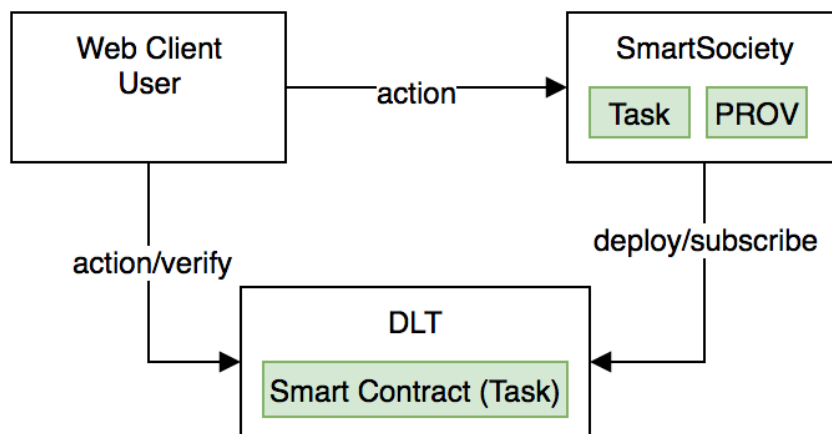 Web Client
User
action
SmartSociety
Task
PROV
action/verify
deploy/subscribe
DLT
Smart Contract (Task)